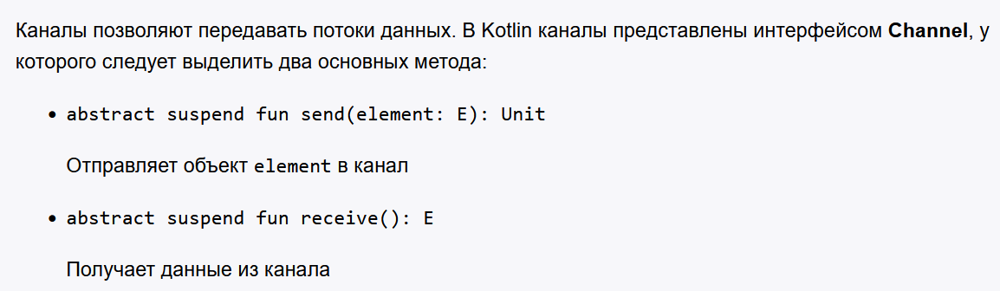 Каналы позволяют передавать потоки данных. В Kotlin каналы представлены интерфейсом Channel, у
которого следует выделить два основных метода:
• abstract suspend fun send(element: E): Unit
Отправляет объект element в канал
• abstract suspend fun receive(): E
Получает данные из канала